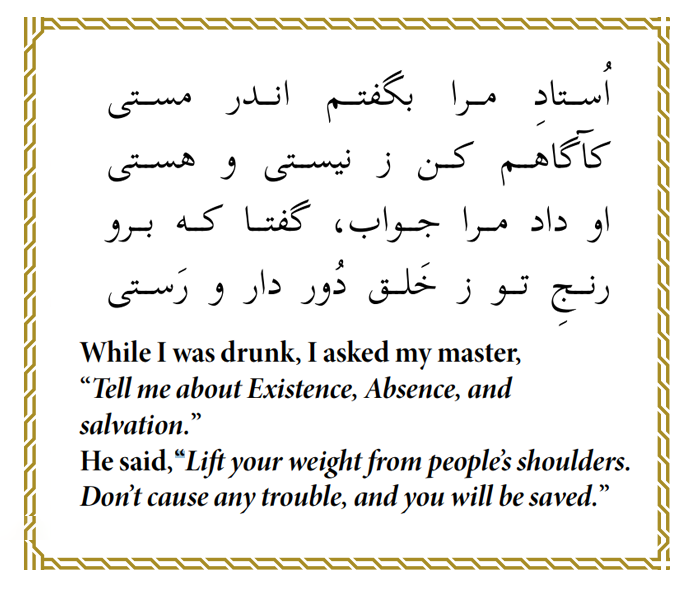 اُستادِ مرا بگفتم اندر مستی
کآگاهم کن ز نیستی و هستی
او داد مرا جواب، گفتا که برو
رنجِ تو ز خَلق دُور دار و رَستی
While I was drunk, I asked my master,
“Tell me about Existence, Absence, and
salvation.”
He said,“Lift your weight from people’s shoulders.
Don’t cause any trouble, and you will be saved.”